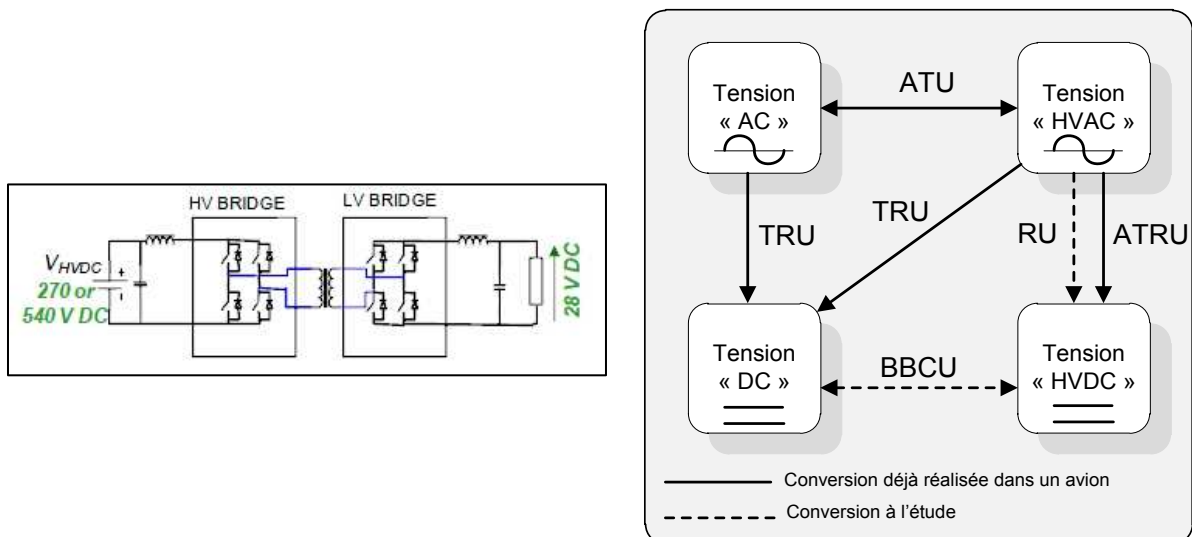 HV BRIDGE
LV BRIDGE
VHVDC
270 or
540 V DC
+
-
28 V DC
Tension
« AC »
ATU
Tension
« HVAC »
TRU
TRU
RU
ATRU
Tension
« DC »
BBCU
Tension
« HVDC »
Conversion déjà réalisée dans un avion
Conversion à l’étude